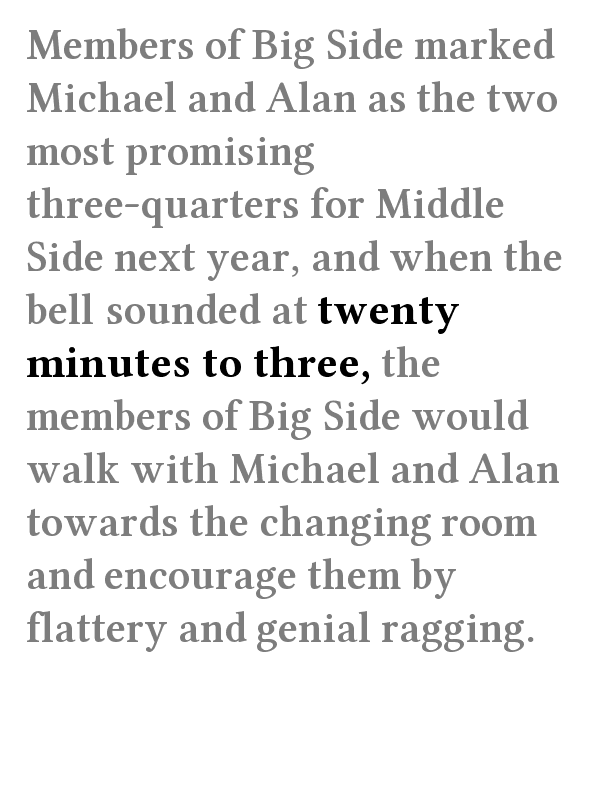 Members of Big Side marked
Michael and Alan as the two
most promising
three-quarters for Middle
Side next year, and when the
bell sounded at twenty
minutes to three, the
members of Big Side would
walk with Michael and Alan
towards the changing room
and encourage them by
flattery and genial ragging.